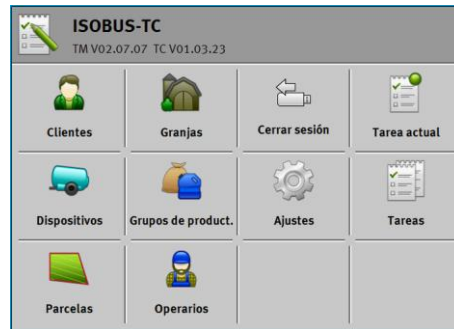 ISOBUS-TC
TM V02.07.07 TC V01.03.23
Clientes
Granjas
Cerrar sesión
Tarea actual
Dispositivos
Grupos de product.
Ajustes
Tareas
Parcelas
Operarios